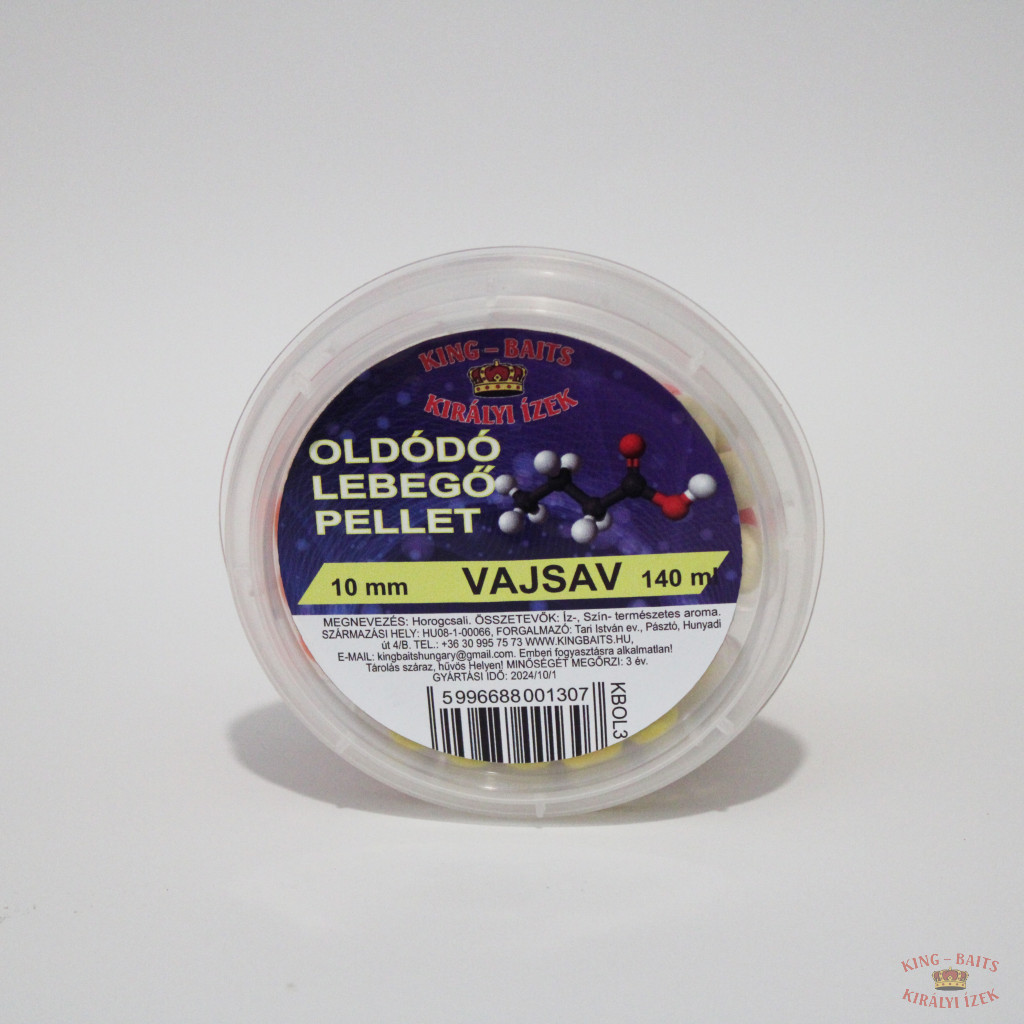 KING – BAITS
KIRÁLYI ÍZEK
OLDÓDÓ
LEBEGŐ
PELLET
10 mm VAJSAV 140 ml
MEGNEVEZÉS: Horogcsali. ÖSSZETEVŐK: Íz-, Szín- természetes aroma.
SZÁRMAZÁSI HELY: HU08-1-00066, FORGALMAZÓ: Tari István ev., Pásztó, Hunyadi
út 4/B. TEL.: +36 30 995 75 73 WWW.KINGBAITS.HU,
E-MAIL: kingbaitshungary@gmail.com. Emberi fogyasztásra alkalmatlan!
Tárolás száraz, hűvös Helyen! MINŐSÉGÉT MEGŐRZI: 3 év.
GYÁRTÁSI IDŐ: 2024/10/1
5996688001307
KBOL3
KING – BAITS
KIRÁLYI ÍZEK